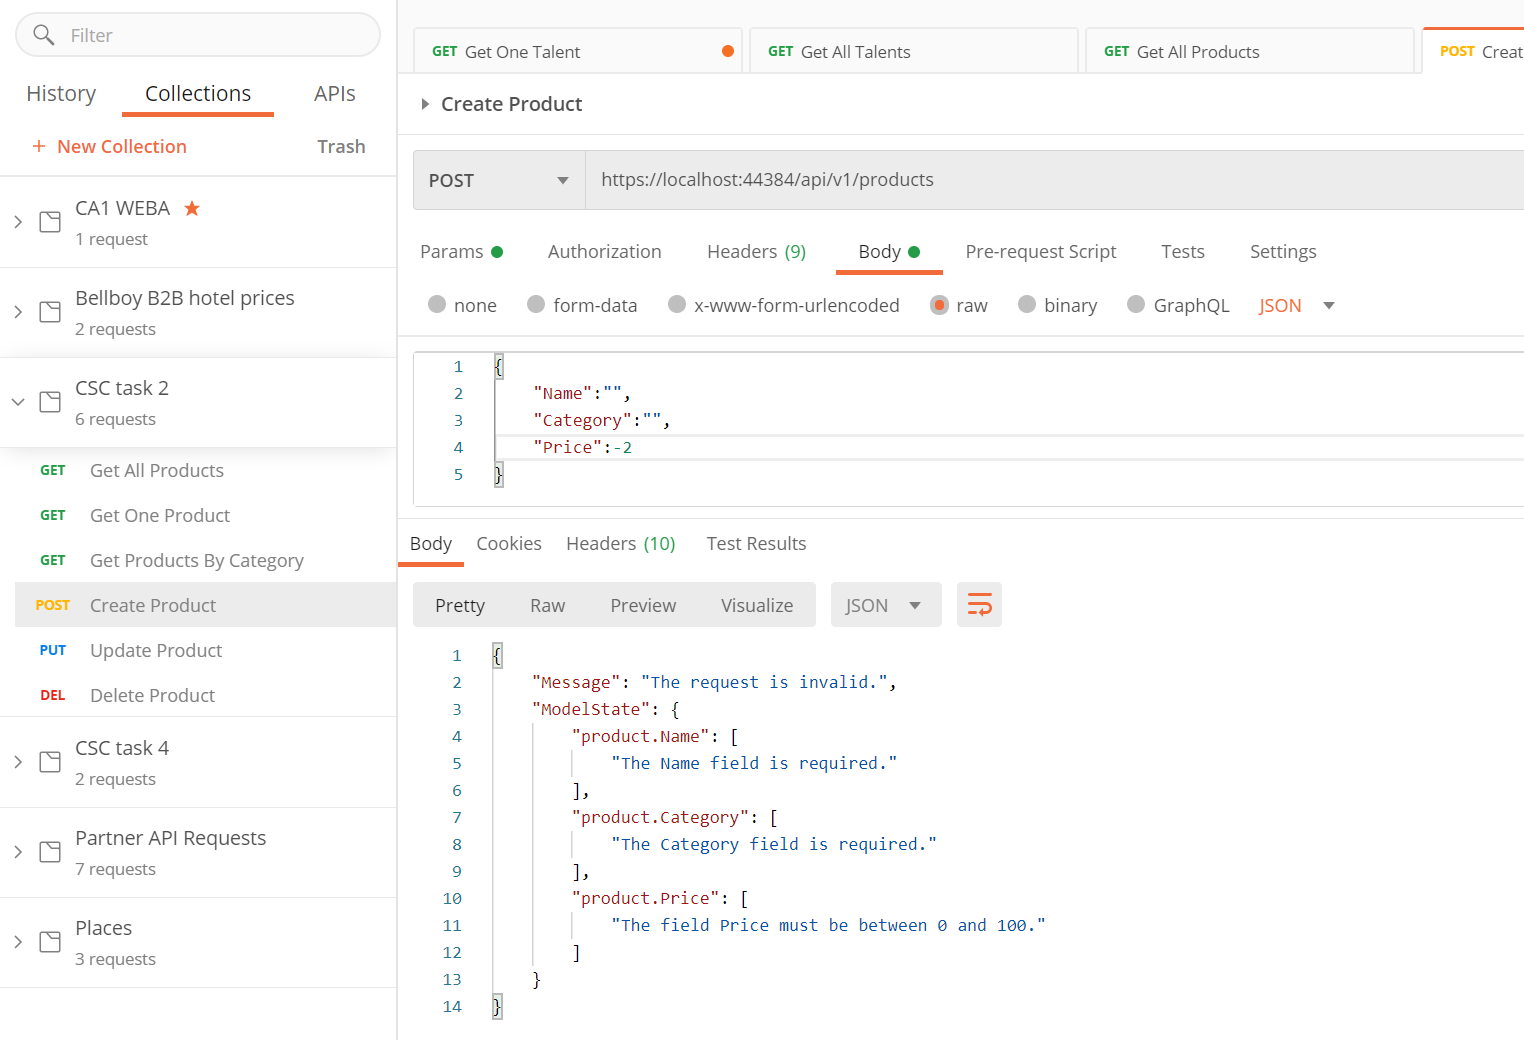 Filter
History Collections APIs
+ New Collection Trash
CA1 WEBA
1 request
Bellboy B2B hotel prices
2 requests
CSC task 2
6 requests
GET Get All Products
GET Get One Product
GET Get Products By Category
POST Create Product
PUT Update Product
DEL Delete Product
CSC task 4
2 requests
Partner API Requests
7 requests
Places
3 requests
GET Get One Talent GET Get All Talents GET Get All Products POST Creat
Create Product
POST https://localhost:44384/api/v1/products
Params Authorization Headers (9) Body Pre-request Script Tests Settings
none form-data x-www-form-urlencoded raw binary GraphQL JSON
1 {
2 "Name":"",
3 "Category":"",
4 "Price":-2
5 }
Body Cookies Headers (10) Test Results
Pretty Raw Preview Visualize JSON
1 {
2 "Message": "The request is invalid.",
3 "ModelState": {
4 "product.Name": [
5 "The Name field is required."
6 ],
7 "product.Category": [
8 "The Category field is required."
9 ],
10 "product.Price": [
11 "The field Price must be between 0 and 100."
12 ]
13 }
14 }